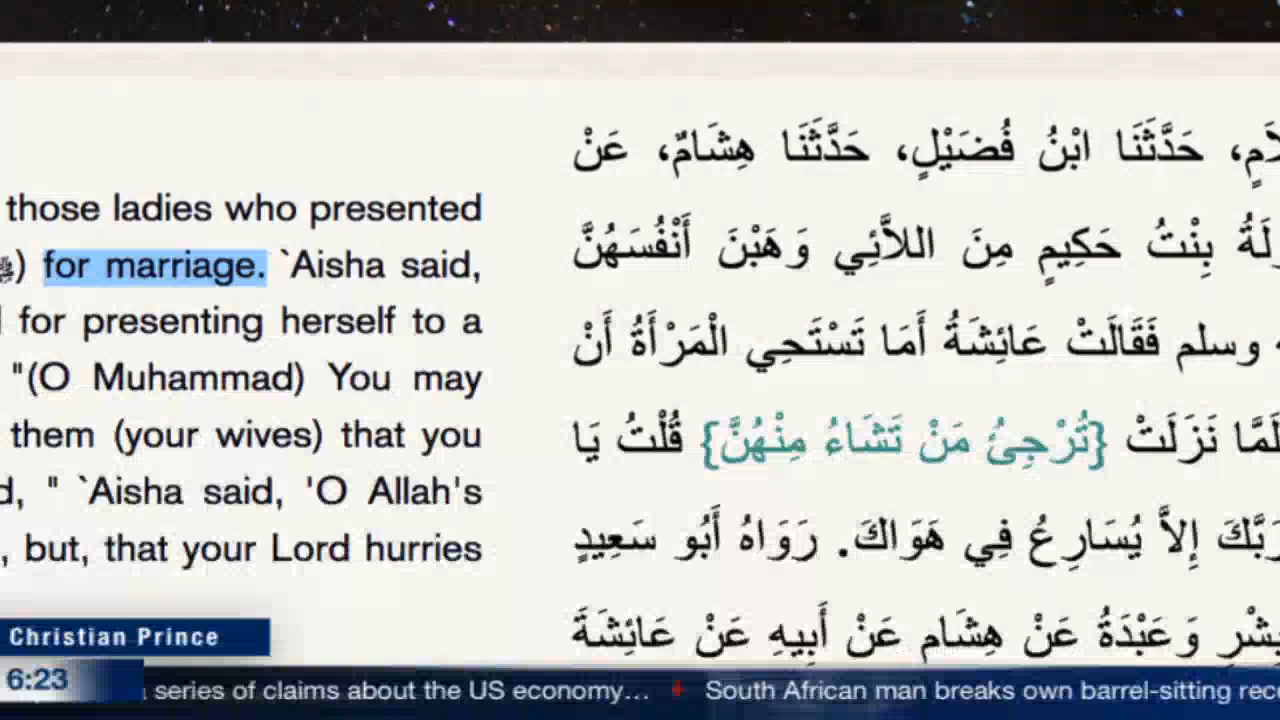 those ladies who presented
) for marriage. `Aisha said,
for presenting herself to a
"(O Muhammad) You may
them (your wives) that you
d, " `Aisha said, 'O Allah's
, but, that your Lord hurries
حَدَّثَنَا ابْنُ فُضَيْلٍ، حَدَّثَنَا هِشَامٌ، عَنْ
بِنْتُ حَكِيمٍ مِنَ اللاَّئِي وَهَبْنَ أَنْفُسَهُنَّ
وسلم فَقَالَتْ عَائِشَةُ أَمَا تَسْتَحِي الْمَرْأَةُ أَنْ
نَزَلَتْ {تُرْجِئُ مَنْ تَشَاءُ مِنْهُنَّ} قُلْتُ يَا
رَبَّكَ إِلاَّ يُسَارِعُ فِي هَوَاكَ. رَوَاهُ أَبُو سَعِيدٍ
بِشْرٍ وَعَبْدَةُ عَنْ هِشَامٍ عَنْ أَبِيهِ عَنْ عَائِشَةَ
Christian Prince
6:23
series of claims about the US economy... South African man breaks own barrel-sitting rec